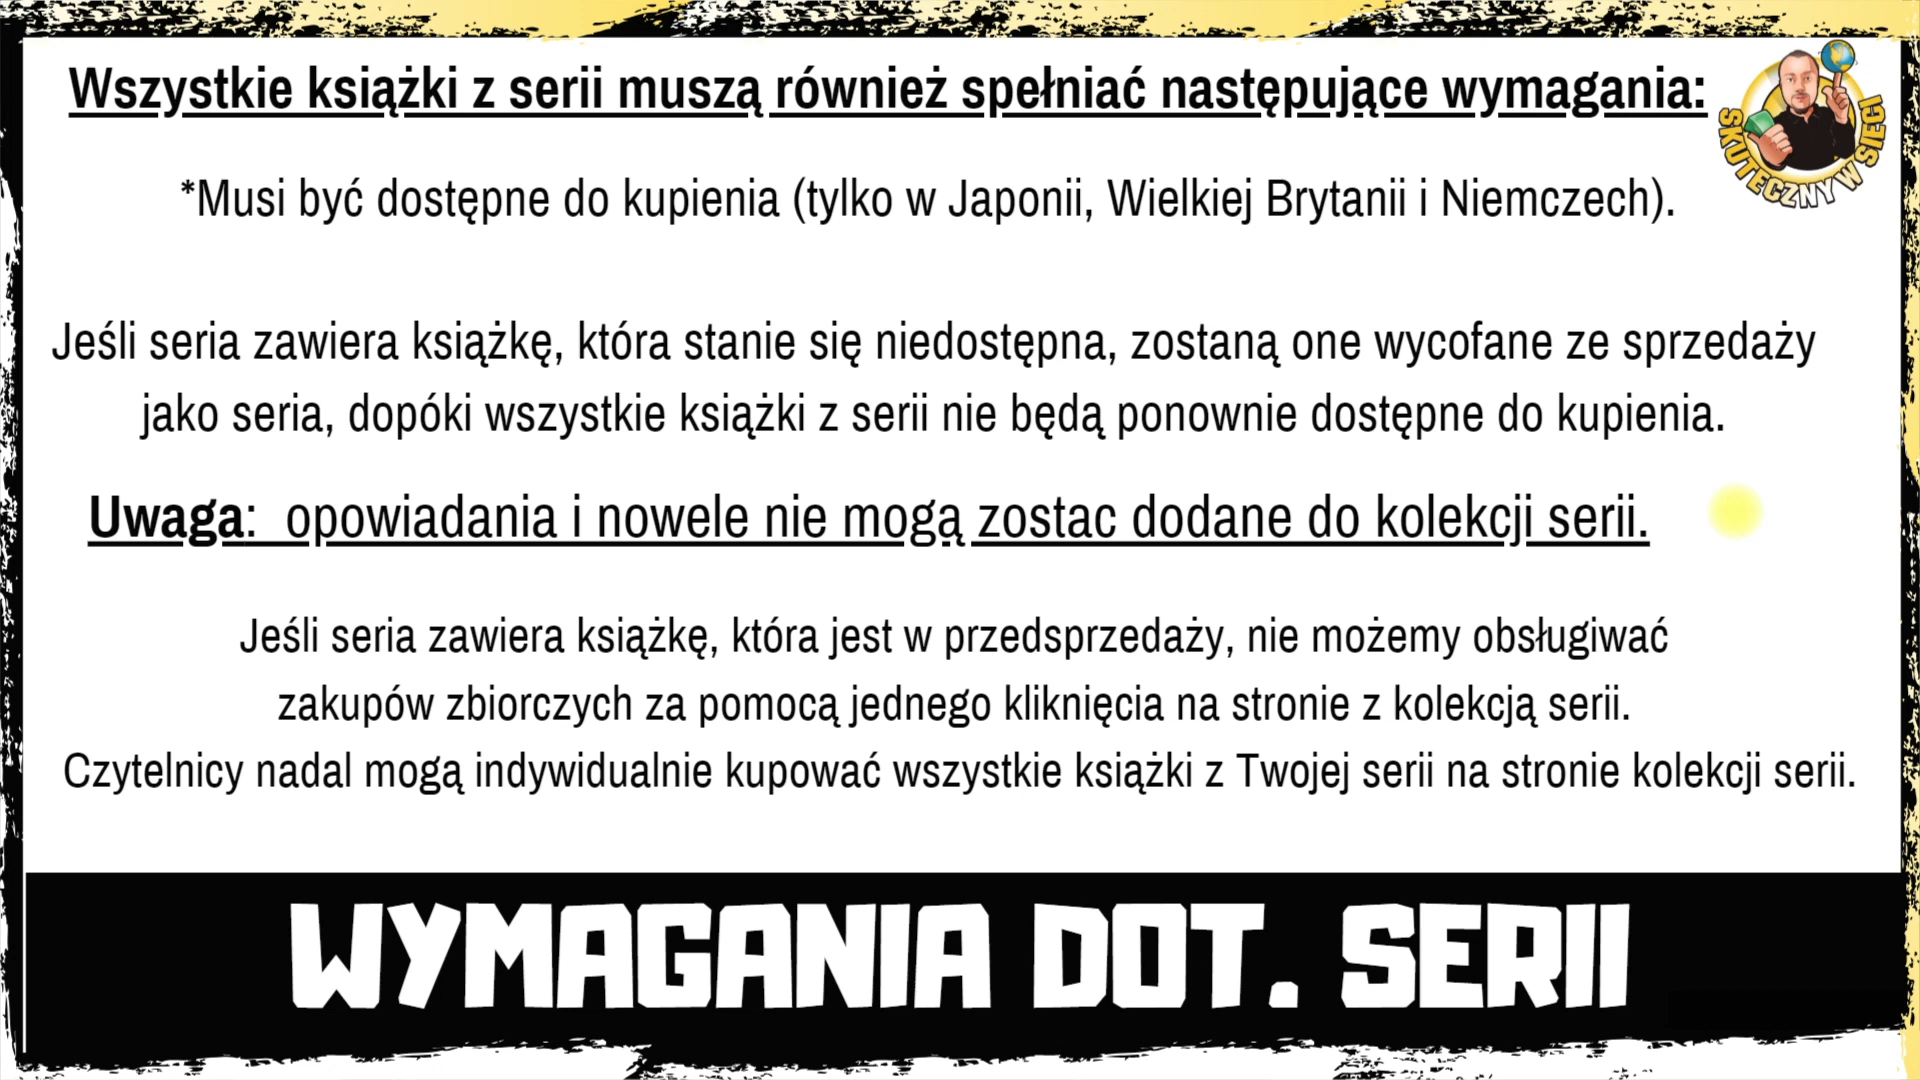 Wszystkie książki z serii muszą również spełniać następujące wymagania:
SKUTECZNY W SIECI
*Musi być dostępne do kupienia (tylko w Japonii, Wielkiej Brytanii i Niemczech).
Jeśli seria zawiera książkę, która stanie się niedostępna, zostaną one wycofane ze sprzedaży
jako seria, dopóki wszystkie książki z serii nie będą ponownie dostępne do kupienia.
Uwaga: opowiadania i nowele nie mogą zostac dodane do kolekcji serii.
Jeśli seria zawiera książkę, która jest w przedsprzedaży, nie możemy obsługiwać
zakupów zbiorczych za pomocą jednego kliknięcia na stronie z kolekcją serii.
Czytelnicy nadal mogą indywidualnie kupować wszystkie książki z Twojej serii na stronie kolekcji serii.
WYMAGANIA DOT. SERII